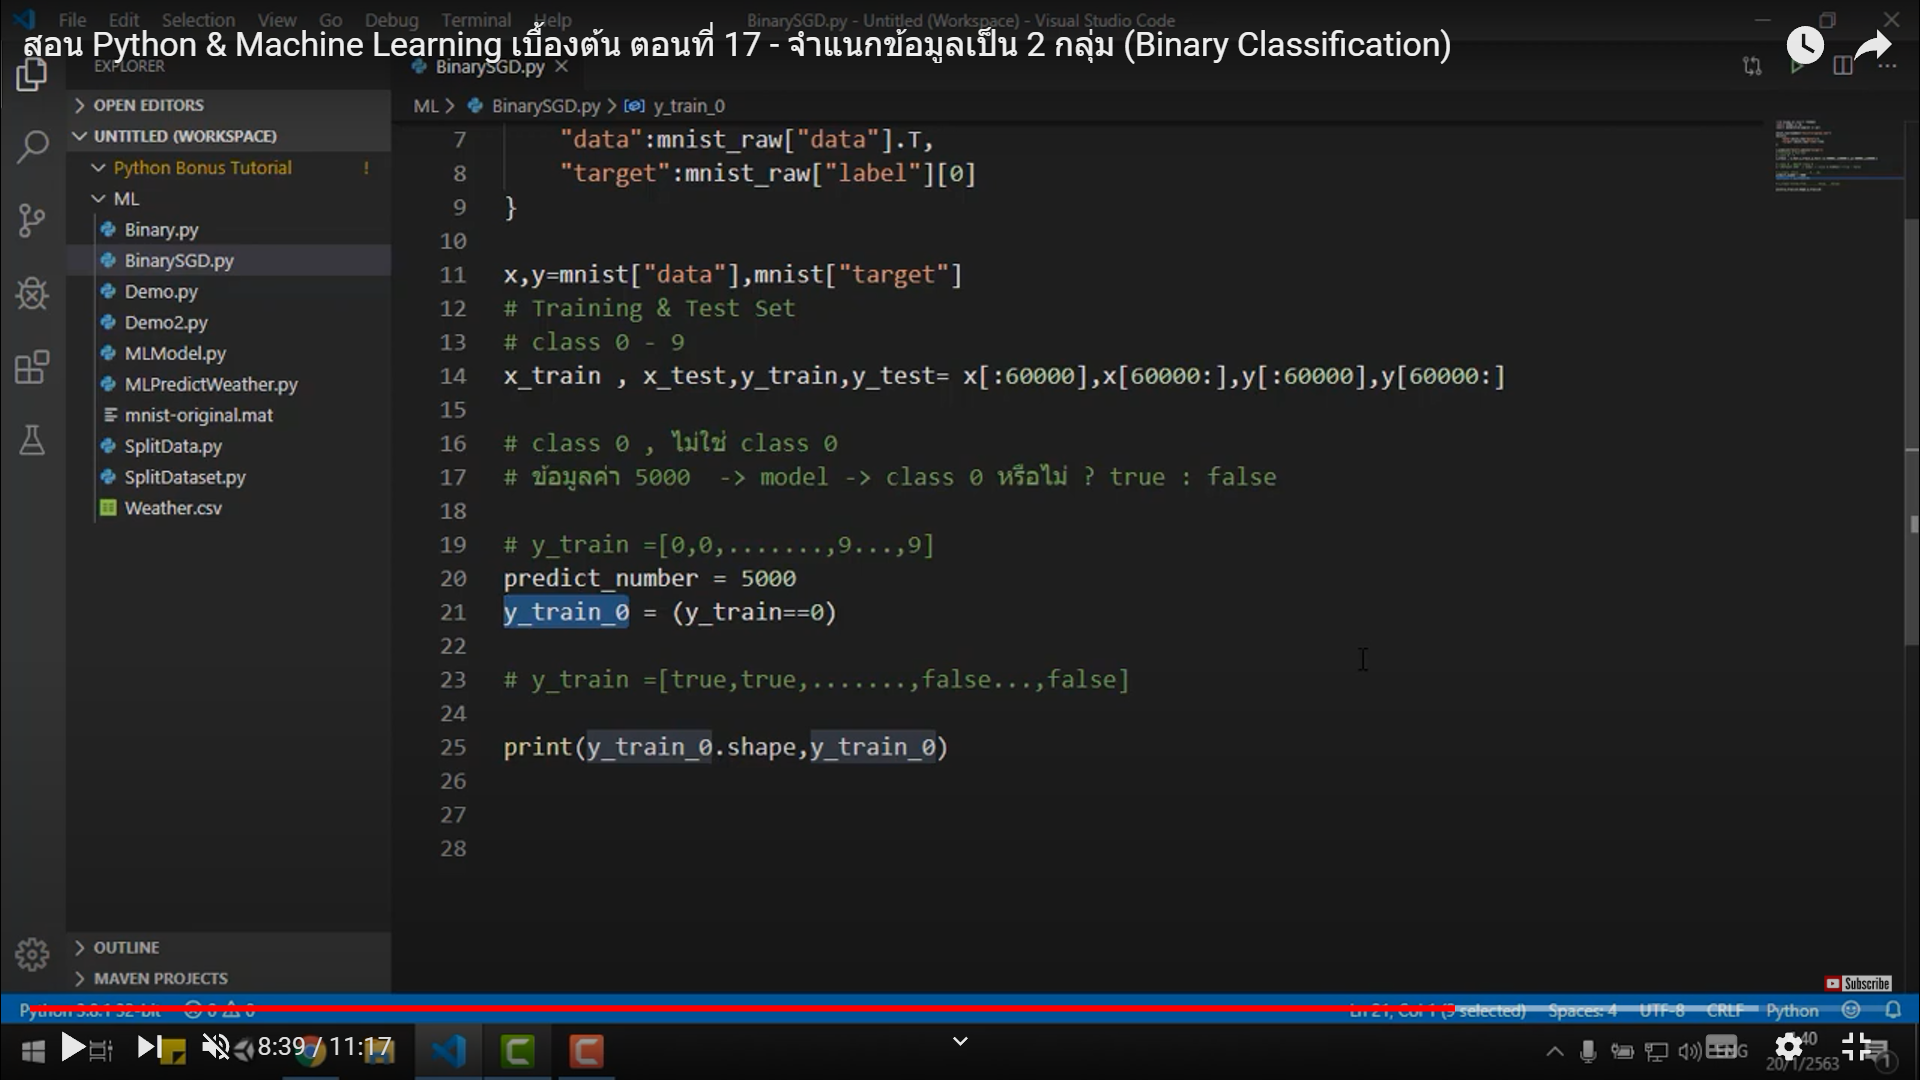 File Edit Selection View Go Debug Terminal Help BinarySGD.py - Untitled (Workspace) - Visual Studio Code
สอน Python & Machine Learning เบื้องต้น ตอนที่ 17 - จำแนกข้อมูลเป็น 2 กลุ่ม (Binary Classification)
EXPLORER
BinarySGD.py
OPEN EDITORS
ML > BinarySGD.py > y_train_0
UNTITLED (WORKSPACE)
Python Bonus Tutorial !
ML
Binary.py
BinarySGD.py
Demo.py
Demo2.py
MLModel.py
MLPredictWeather.py
mnist-original.mat
SplitData.py
SplitDataset.py
Weather.csv
OUTLINE
MAVEN PROJECTS
7 "data":mnist_raw["data"].T,
8 "target":mnist_raw["label"][0]
9 }
10
11 x,y=mnist["data"],mnist["target"]
12 # Training & Test Set
13 # class 0 - 9
14 x_train , x_test,y_train,y_test= x[:60000],x[60000:],y[:60000],y[60000:]
15
16 # class 0 , ไม่ใช่ class 0
17 # ข้อมูลค่า 5000 -> model -> class 0 หรือไม่ ? true : false
18
19 # y_train =[0,0,.......,9...,9]
20 predict_number = 5000
21 y_train_0 = (y_train==0)
22
23 # y_train =[true,true,.......,false...,false]
24
25 print(y_train_0.shape,y_train_0)
26
27
28
Subscribe
Python 3.8.1 32-bit 0 0 Ln 21, Col 1 (9 selected) Spaces: 4 UTF-8 CRLF Python
8:39 / 11:17
20/1/2563